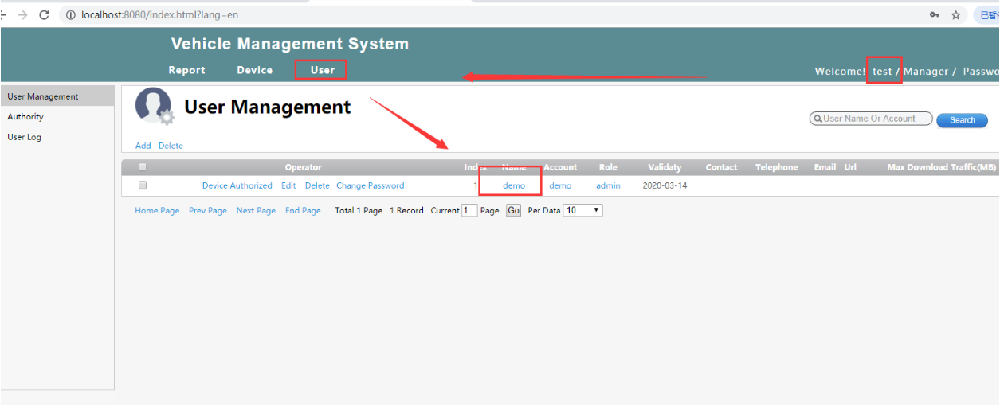 localhost:8080/index.html?lang=en
Vehicle Management System
Report Device User
Welcome! test / Manager /
User Management
Authority
User Log
User Management
User Name Or Account Search
Add Delete
Operator Index Name Account Role Validaty Contact Telephone Email Url Max Download Traffic(MB)
Device Authorized Edit Delete Change Password 1 demo demo admin 2020-03-14
Home Page Prev Page Next Page End Page Total 1 Page 1 Record Current 1 Page Go Per Data 10